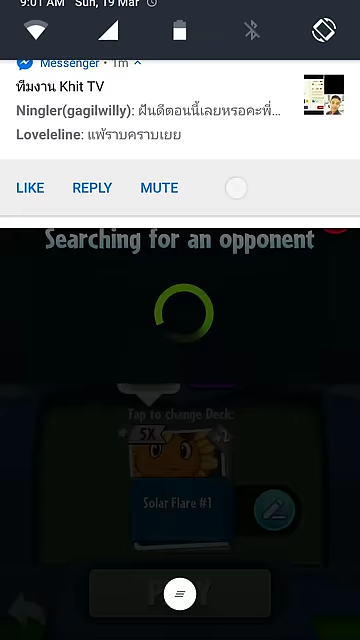 9:01 AM Sun, 19 Mar
Messenger • 1m
ทีมงาน Khit TV
Ningler(gagilwilly): ฝันดีตอนนี้เลยหรอคะพี่...
Loveleline: แพ้ราบคราบเยย
LIKE REPLY MUTE
Searching for an opponent
Tap to change Deck:
5X
Solar Flare #1